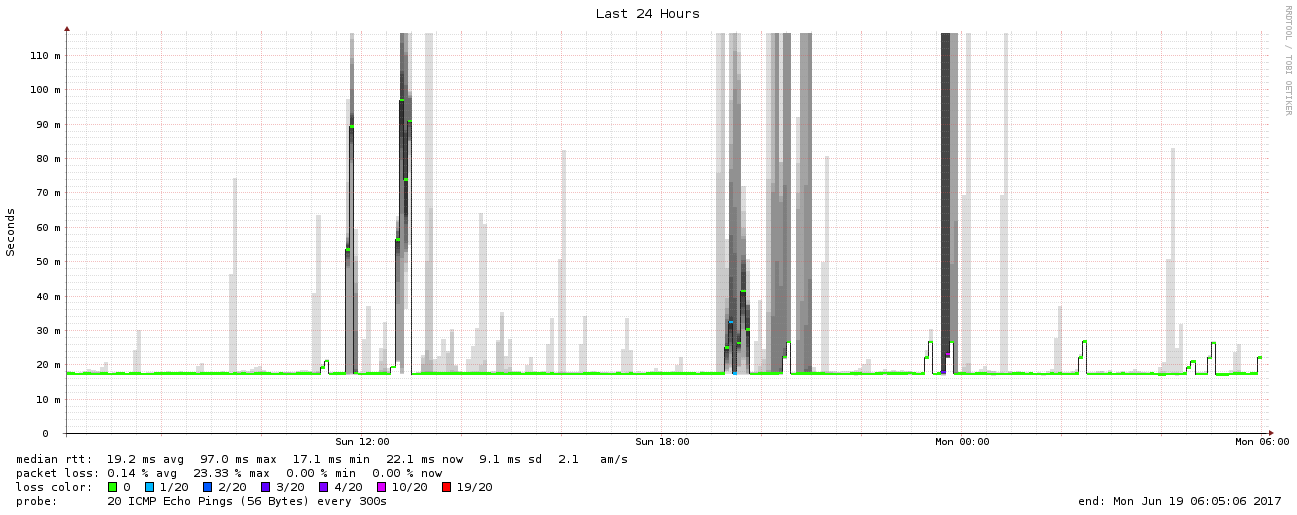 Last 24 Hours
RRDTOOL / TOBI OETIKER
Seconds
110 m
100 m
90 m
80 m
70 m
60 m
50 m
40 m
30 m
20 m
10 m
0
Sun 12:00 Sun 18:00 Mon 00:00 Mon 06:00
median rtt: 19.2 ms avg 97.0 ms max 17.1 ms min 22.1 ms now 9.1 ms sd 2.1 am/s
packet loss: 0.14 % avg 23.33 % max 0.00 % min 0.00 % now
loss color: 0 1/20 2/20 3/20 4/20 10/20 19/20
probe: 20 ICMP Echo Pings (56 Bytes) every 300s end: Mon Jun 19 06:05:06 2017